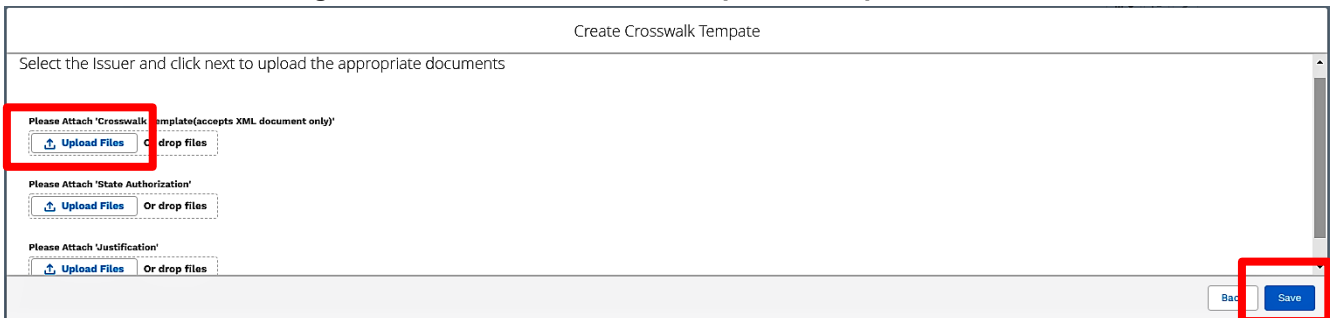 Create Crosswalk Tempate
Select the Issuer and click next to upload the appropriate documents
Please Attach 'Crosswalk Template(accepts XML document only)'
Upload Files Or drop files
Please Attach 'State Authorization'
Upload Files Or drop files
Please Attach 'Justification'
Upload Files Or drop files
Back Save